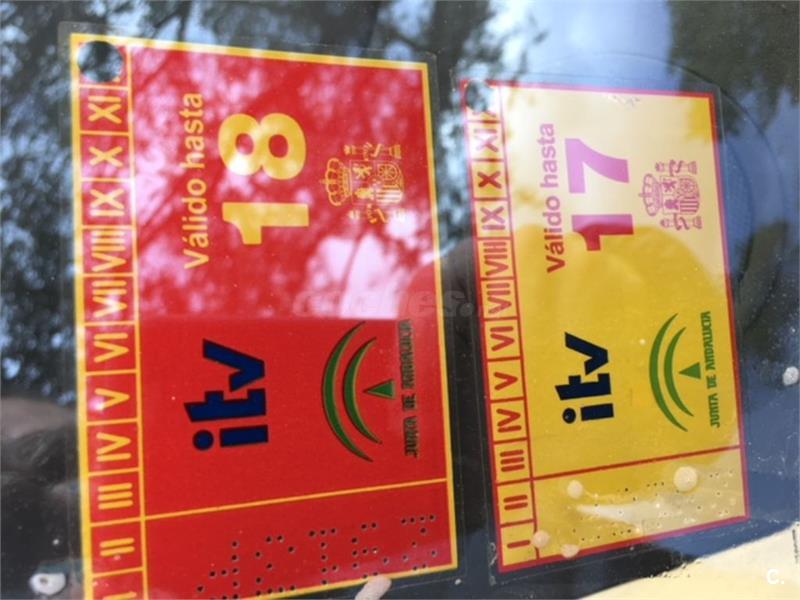 I II III IV V VI VII VIII IX X XI
itv
Válido hasta
18
JUNTA DE ANDALUCIA
I II III IV V VI VII VIII IX X XI
itv
Válido hasta
17
JUNTA DE ANDALUCIA
C.